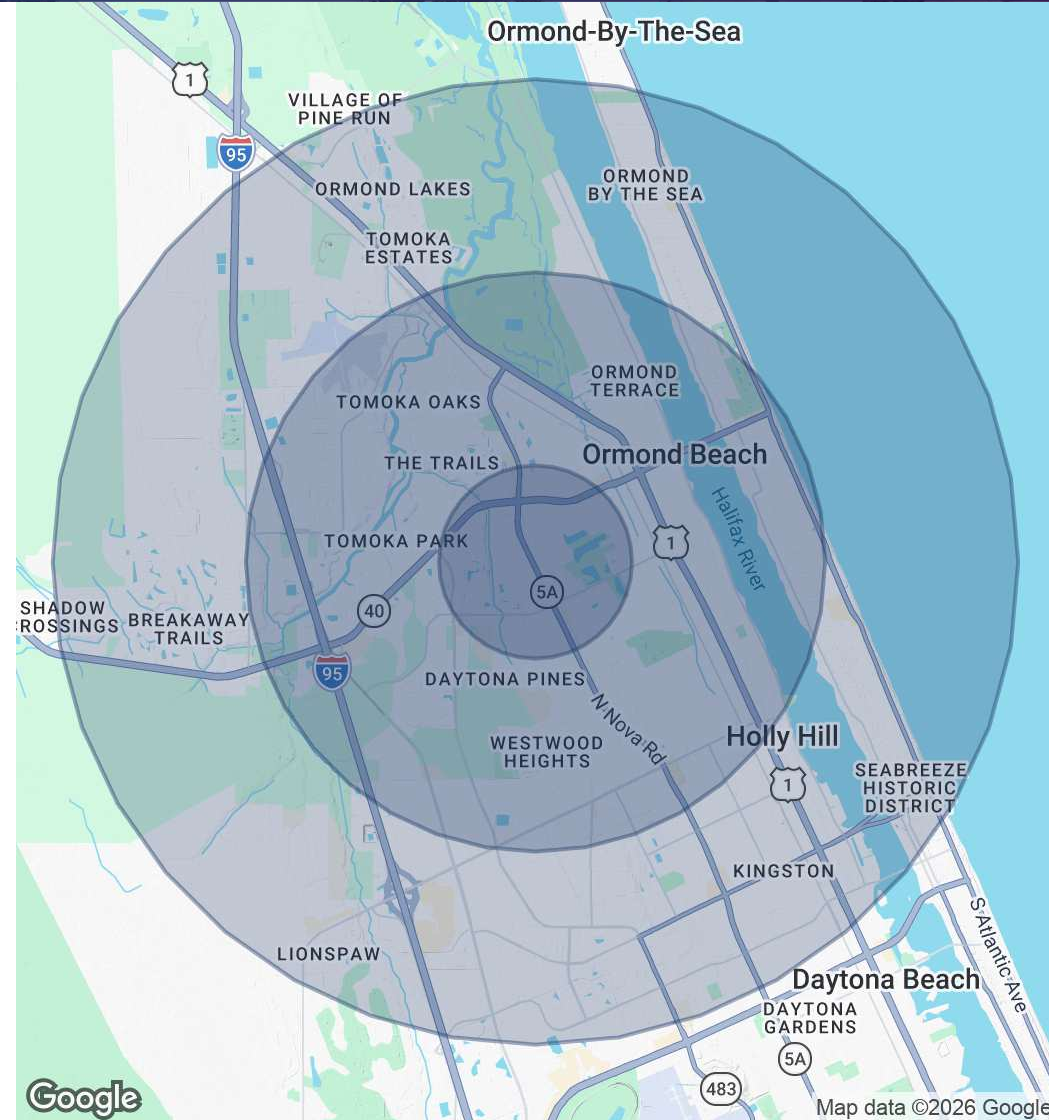 Ormond-By-The-Sea
1
VILLAGE OF
PINE RUN
95
ORMOND LAKES
ORMOND
BY THE SEA
TOMOKA
ESTATES
ORMOND
TERRACE
TOMOKA OAKS
Ormond Beach
THE TRAILS
Halifax River
TOMOKA PARK
1
5A
40
SHADOW
ROSSINGS
BREAKAWAY
TRAILS
95
DAYTONA PINES
N Nova Rd
Holly Hill
WESTWOOD
HEIGHTS
SEABREEZE
HISTORIC
DISTRICT
1
KINGSTON
S Atlantic Ave
LIONSPAW
Daytona Beach
DAYTONA
GARDENS
5A
483
Google
Map data ©2026 Google